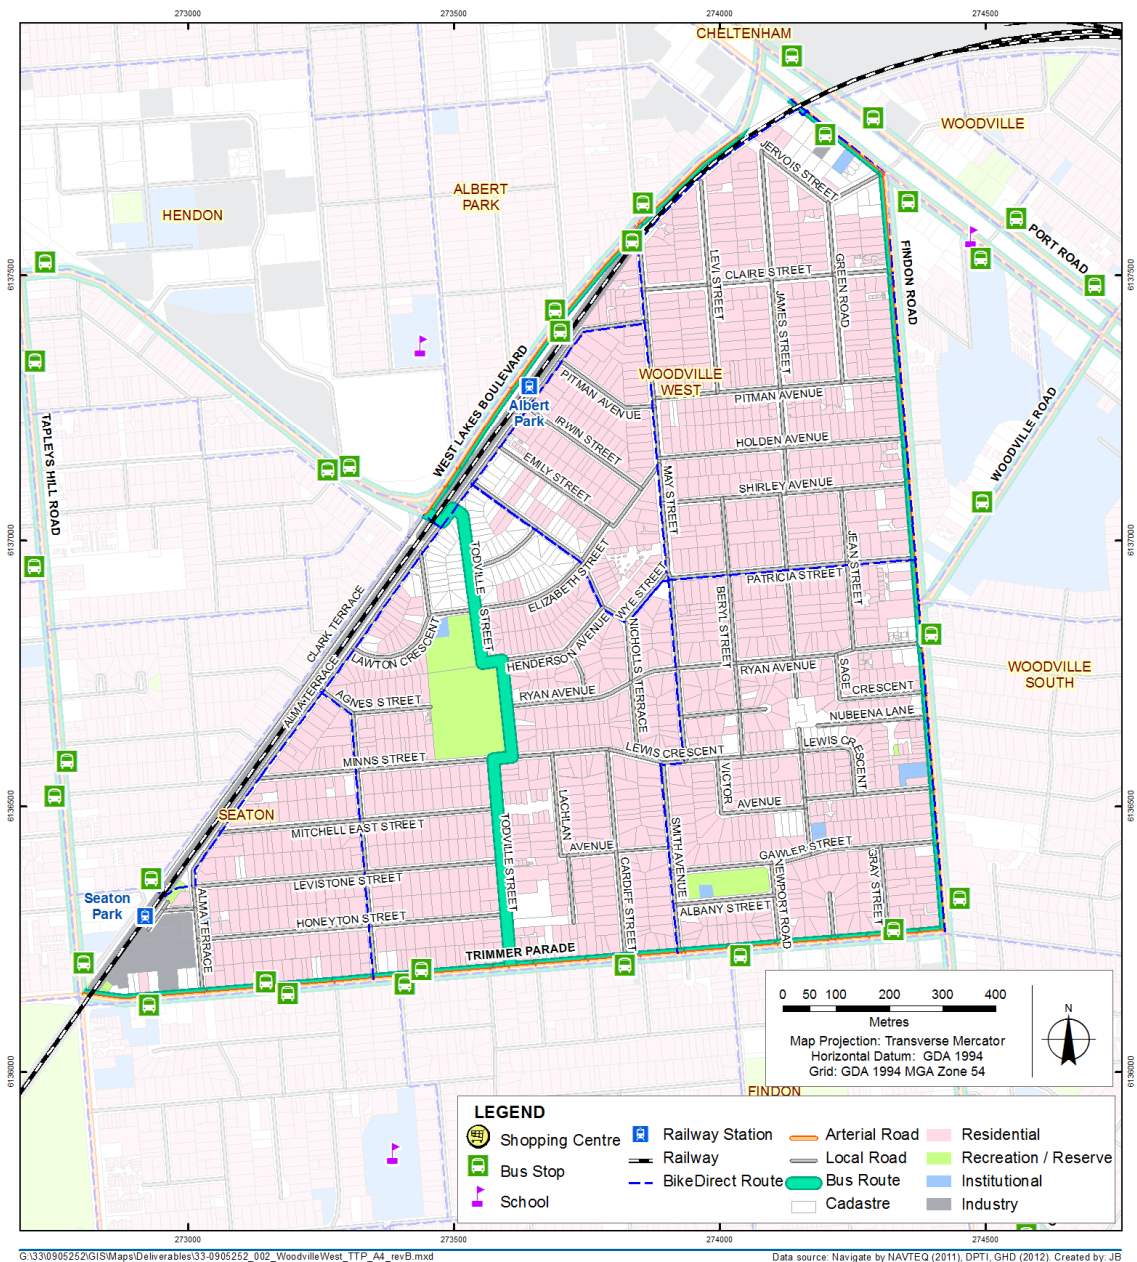 273000
273500
274000
274500
CHELTENHAM
WOODVILLE
ALBERT
PARK
HENDON
JERVOIS STREET
PORT ROAD
FINDON ROAD
6137500
6137500
LEVI STREET
CLAIRE STREET
GREEN ROAD
JAMES STREET
WEST LAKES BOULEVARD
WOODVILLE
WEST
PITMAN AVENUE
PITMAN AVENUE
Albert
Park
TAPLEYS HILL ROAD
IRWIN STREET
HOLDEN AVENUE
WOODVILLE ROAD
EMILY STREET
MAY STREET
SHIRLEY AVENUE
6137000
6137000
TODVILLE STREET
ELIZABETH STREET
JEAN STREET
PATRICIA STREET
WYE STREET
BERYL STREET
CLARK TERRACE
LAWTON CRESCENT
HENDERSON AVENUE
NICHOLLS TERRACE
RYAN AVENUE
SAGE
CRESCENT
WOODVILLE
SOUTH
ALMA TERRACE
AGNES STREET
RYAN AVENUE
NUBEENA LANE
MINNS STREET
LEWIS CRESCENT
LEWIS CRESCENT
VICTOR
AVENUE
6136500
6136500
SEATON
MITCHELL EAST STREET
TODVILLE STREET
LACHLAN
AVENUE
SMITH AVENUE
GAWLER STREET
CARDIFF STREET
NEWPORT ROAD
GRAY STREET
LEVISTONE STREET
Seaton
Park
ALMA TERRACE
HONEYTON STREET
ALBANY STREET
TRIMMER PARADE
0 50 100 200 300 400
Metres
Map Projection: Transverse Mercator
Horizontal Datum: GDA 1994
Grid: GDA 1994 MGA Zone 54
N
6136000
6136000
FINDON
LEGEND
Shopping Centre
Bus Stop
School
Railway Station
Railway
BikeDirect Route
Arterial Road
Local Road
Bus Route
Cadastre
Residential
Recreation / Reserve
Institutional
Industry
273000
273500
274000
274500
G:\33\0905252\GIS\Maps\Deliverables\33-0905252_002_WoodvilleWest_TTP_A4_revB.mxd
Data source: Navigate by NAVTEQ (2011), DPTI, GHD (2012). Created by: JB